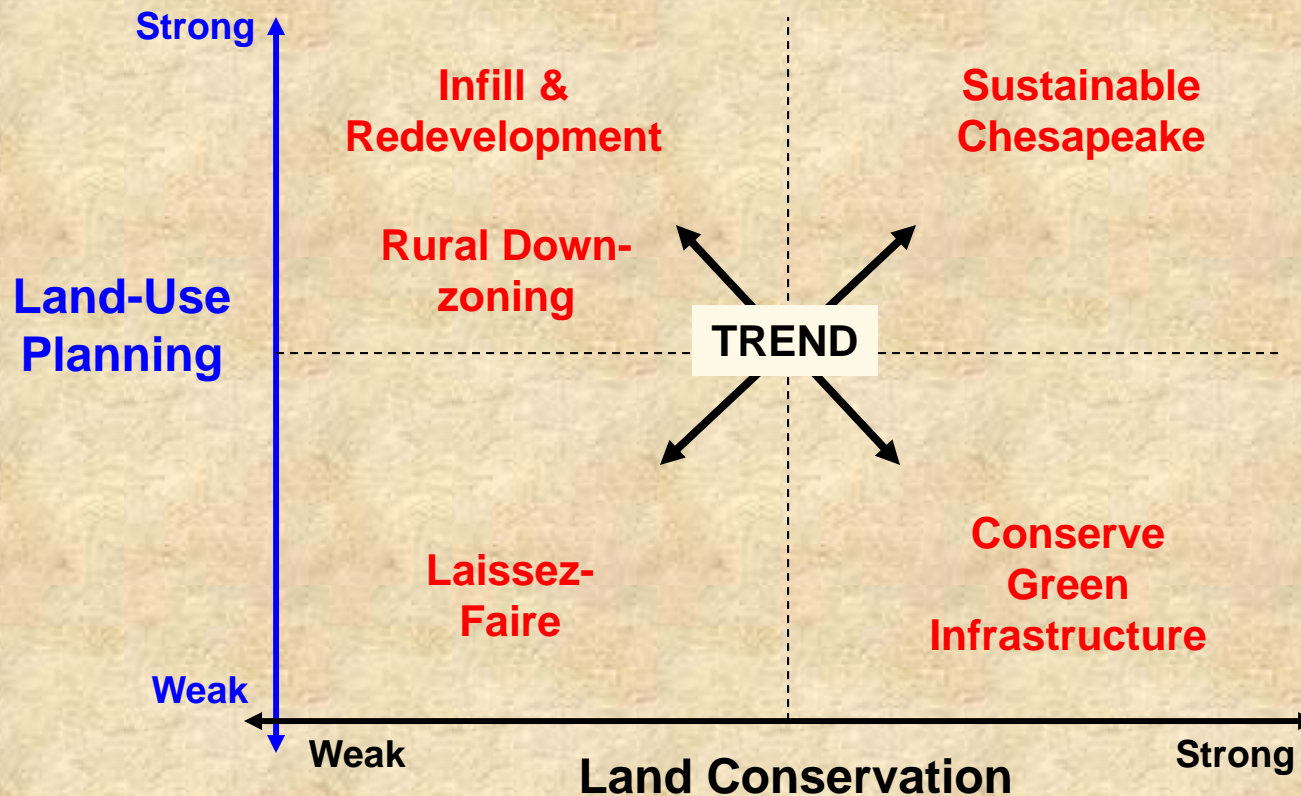 Strong
Infill &
Redevelopment
Sustainable
Chesapeake
Rural Down-
zoning
Land-Use
Planning
TREND
Laissez-
Faire
Conserve
Green
Infrastructure
Weak
Weak
Land Conservation
Strong